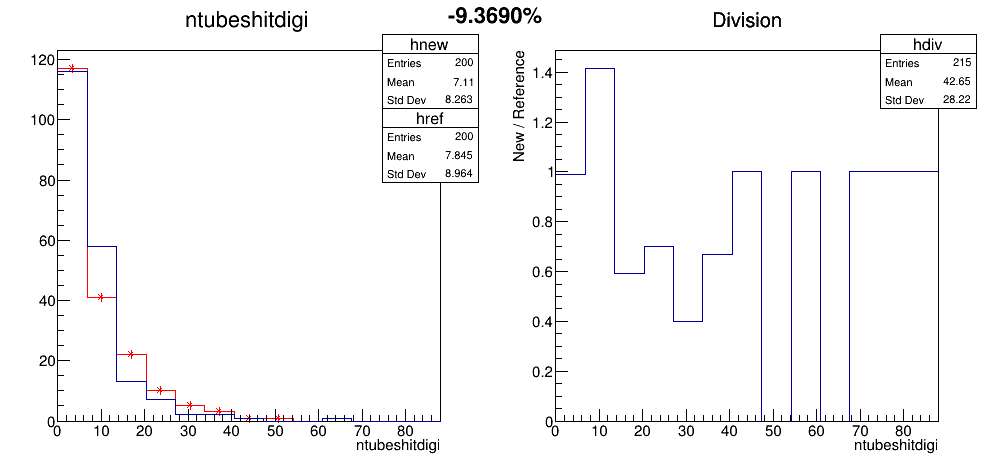 ntubeshitdigi
-9.3690%
Division
hnew
Entries 200
Mean 7.11
Std Dev 8.263
href
Entries 200
Mean 7.845
Std Dev 8.964
120
100
80
60
40
20
0
0 10 20 30 40 50 60 70 80
ntubeshitdigi
hdiv
Entries 215
Mean 42.65
Std Dev 28.22
New / Reference
1.4
1.2
1
0.8
0.6
0.4
0.2
0
0 10 20 30 40 50 60 70 80
ntubeshitdigi